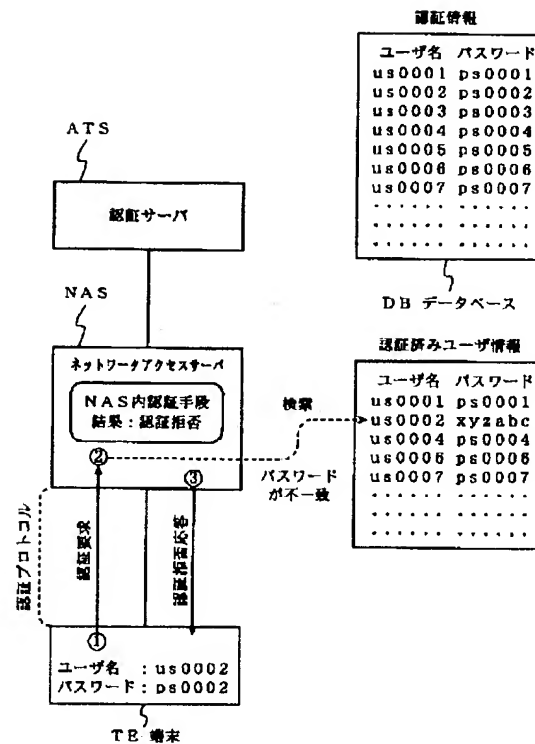 認証情報
ユーザ名 パスワード
us0001 ps0001
us0002 ps0002
us0003 ps0003
us0004 ps0004
us0005 ps0005
us0006 ps0006
us0007 ps0007
...... ......
...... ......
DB データベース
ATS
認証サーバ
NAS
ネットワークアクセスサーバ
NAS内認証手段
結果:認証拒否
②
③
検索
パスワード
が不一致
認証済みユーザ情報
ユーザ名 パスワード
us0001 ps0001
us0002 xyzabc
us0004 ps0004
us0006 ps0006
us0007 ps0007
...... ......
...... ......
認証プロトコル
認証要求
認証拒否応答
①
ユーザ名 :us0002
パスワード:ps0002
TE 端末